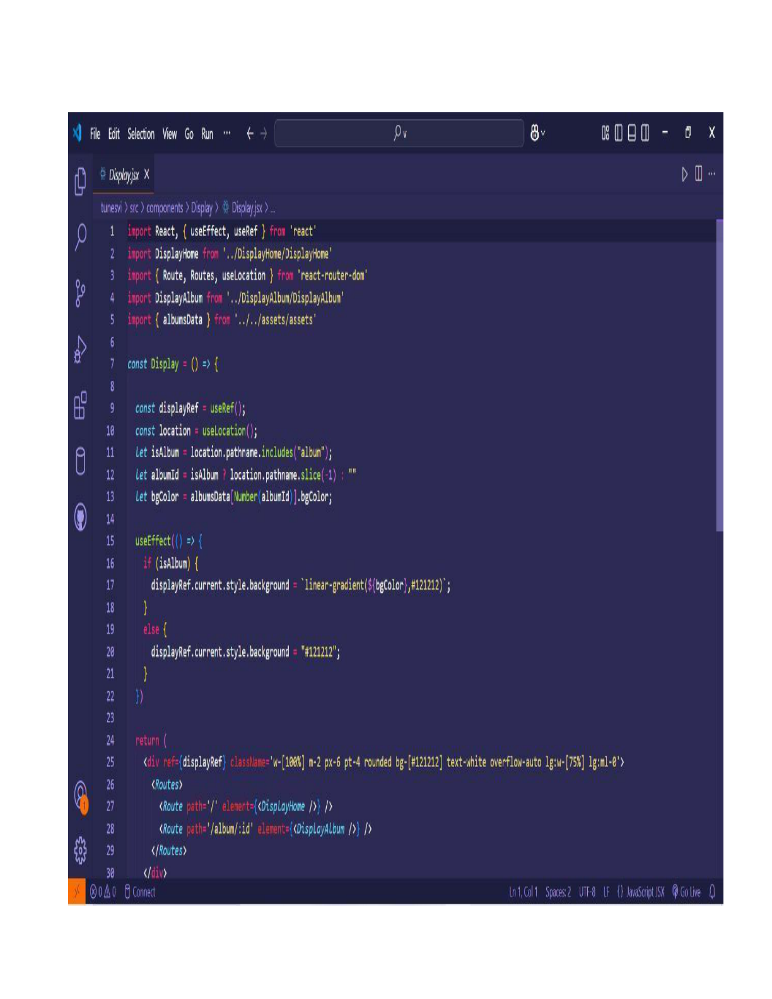 File Edit Selection View Go Run ··· ← → v
Display.jsx X
tunesvi > src > components > Display > Display.jsx > ...
1 import React, { useEffect, useRef } from 'react'
2 import DisplayHome from '../DisplayHome/DisplayHome'
3 import { Route, Routes, useLocation } from 'react-router-dom'
4 import DisplayAlbum from '../DisplayAlbum/DisplayAlbum'
5 import { albumsData } from '../../assets/assets'
6
7 const Display = () => {
8
9 const displayRef = useRef();
10 const location = useLocation();
11 let isAlbum = location.pathname.includes("album");
12 let albumId = isAlbum ? location.pathname.slice(-1) : ""
13 let bgColor = albumsData[Number(albumId)].bgColor;
14
15 useEffect(() => {
16 if (isAlbum) {
17 displayRef.current.style.background = `linear-gradient(${bgColor},#121212)`;
18 }
19 else {
20 displayRef.current.style.background = "#121212";
21 }
22 })
23
24 return (
25 <div ref={displayRef} className='w-[100%] m-2 px-6 pt-4 rounded bg-[#121212] text-white overflow-auto lg:w-[75%] lg:ml-0'>
26 <Routes>
27 <Route path='/' element={<DisplayHome />} />
28 <Route path='/album/:id' element={<DisplayAlbum />} />
29 </Routes>
30 </div>
1
0 0 Connect Ln 1, Col 1 Spaces: 2 UTF-8 LF {} JavaScript JSX Go Live